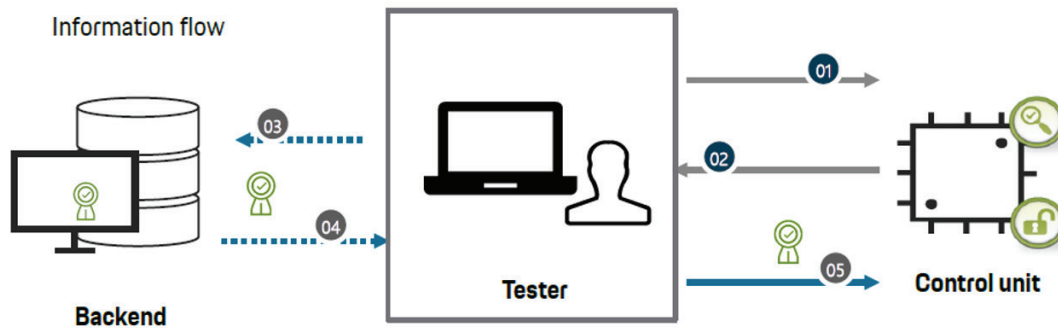 Information flow
01
03
02
04
05
Tester
Control unit
Backend